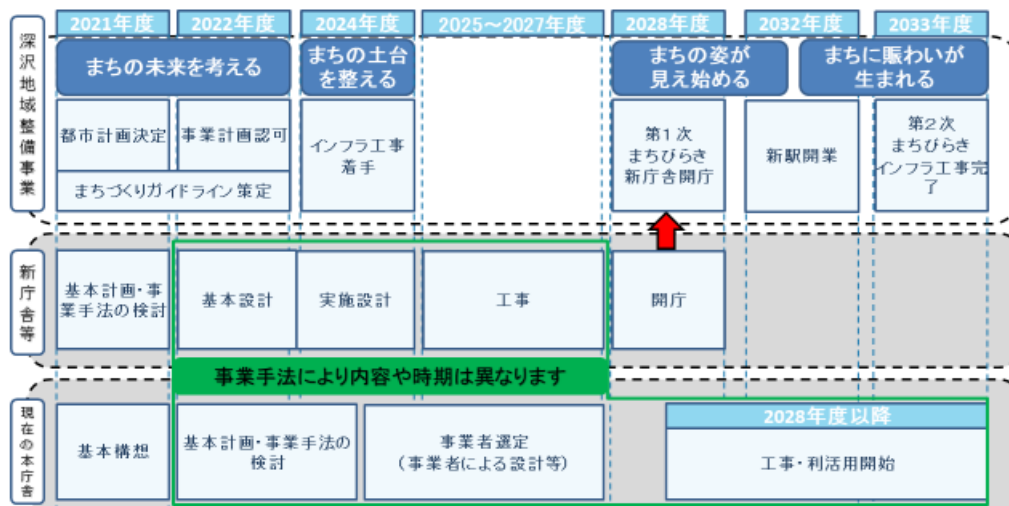 2021年度
2022年度
2024年度
2025～2027年度
2028年度
2032年度
2033年度
深沢地域整備事業
まちの未来を考える
まちの土台
を整える
まちの姿が
見え始める
まちに賑わいが
生まれる
都市計画決定
事業計画認可
まちづくりガイドライン策定
インフラ工事
着手
第1次
まちびらき
新庁舎開庁
新駅開業
第2次
まちびらき
インフラ工事完
了
新庁舎等
基本計画・事
業手法の検討
基本設計
実施設計
工事
開庁
事業手法により内容や時期は異なります
現在の本庁舎
基本構想
基本計画・事業手法の
検討
事業者選定
（事業者による設計等）
2028年度以降
工事・利活用開始